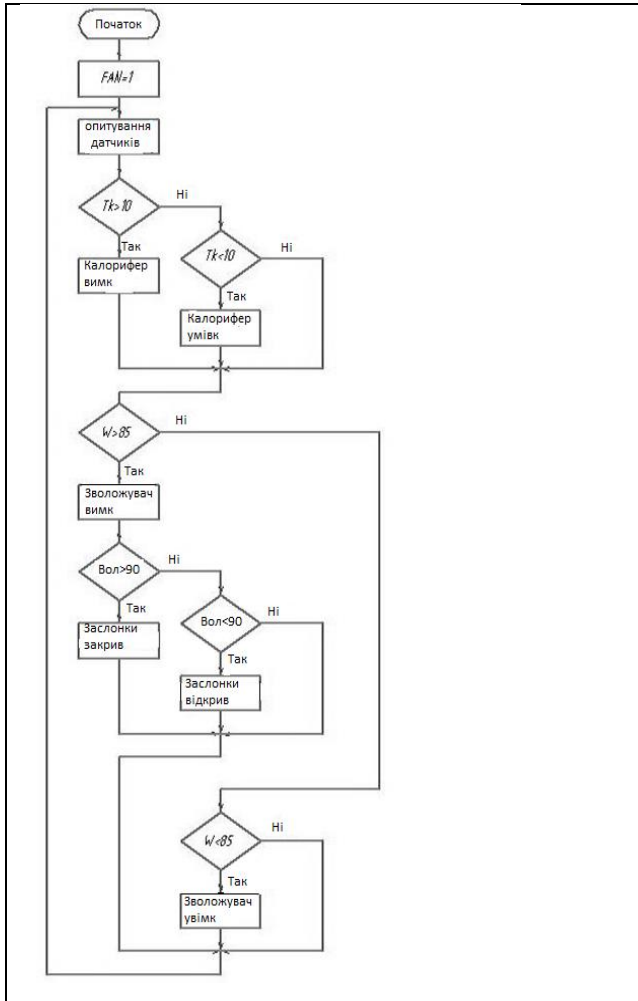 Початок
FAN=1
опитування
датчиків
Tk>10
Ні
Так
Калорифер
вимк
Tk<10
Ні
Так
Калорифер
умівк
W>85
Ні
Так
Зволожувач
вимк
Вол>90
Ні
Так
Заслонки
закрив
Вол<90
Ні
Так
Заслонки
відкрив
W<85
Ні
Так
Зволожувач
увімк